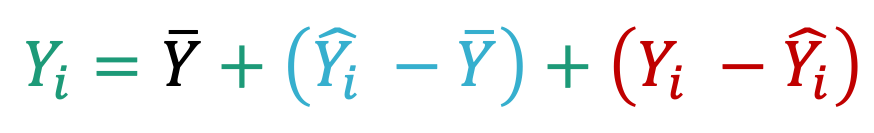 Yᵢ = Ȳ + (Ŷᵢ − Ȳ) + (Yᵢ − Ŷᵢ)